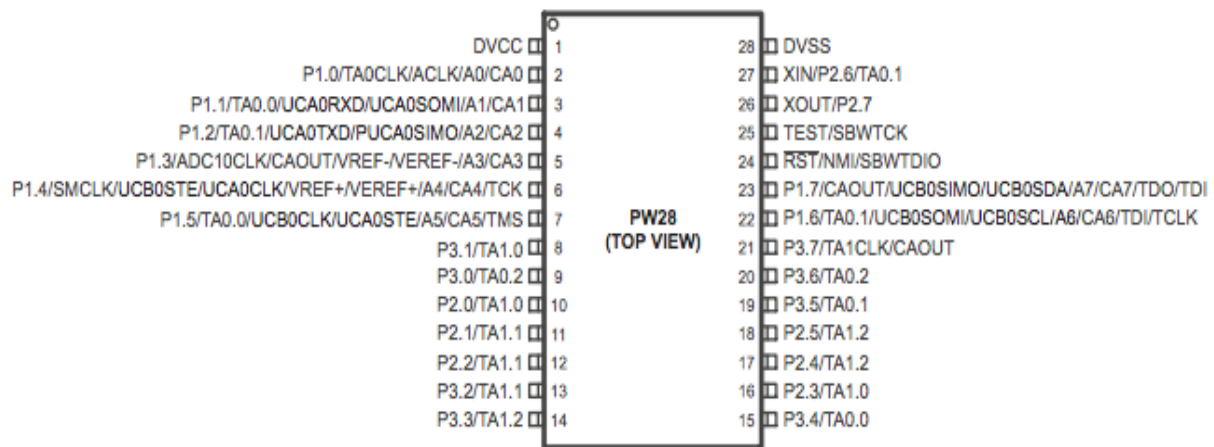 DVCC 1 28 DVSS
P1.0/TA0CLK/ACLK/A0/CA0 2 27 XIN/P2.6/TA0.1
P1.1/TA0.0/UCA0RXD/UCA0SOMI/A1/CA1 3 26 XOUT/P2.7
P1.2/TA0.1/UCA0TXD/PUCA0SIMO/A2/CA2 4 25 TEST/SBWTCK
P1.3/ADC10CLK/CAOUT/VREF-/VEREF-/A3/CA3 5 24 RST/NMI/SBWTDIO
P1.4/SMCLK/UCB0STE/UCA0CLK/VREF+/VEREF+/A4/CA4/TCK 6 23 P1.7/CAOUT/UCB0SIMO/UCB0SDA/A7/CA7/TDO/TDI
P1.5/TA0.0/UCB0CLK/UCA0STE/A5/CA5/TMS 7 PW28 22 P1.6/TA0.1/UCB0SOMI/UCB0SCL/A6/CA6/TDI/TCLK
P3.1/TA1.0 8 (TOP VIEW) 21 P3.7/TA1CLK/CAOUT
P3.0/TA0.2 9 20 P3.6/TA0.2
P2.0/TA1.0 10 19 P3.5/TA0.1
P2.1/TA1.1 11 18 P2.5/TA1.2
P2.2/TA1.1 12 17 P2.4/TA1.2
P3.2/TA1.1 13 16 P2.3/TA1.0
P3.3/TA1.2 14 15 P3.4/TA0.0